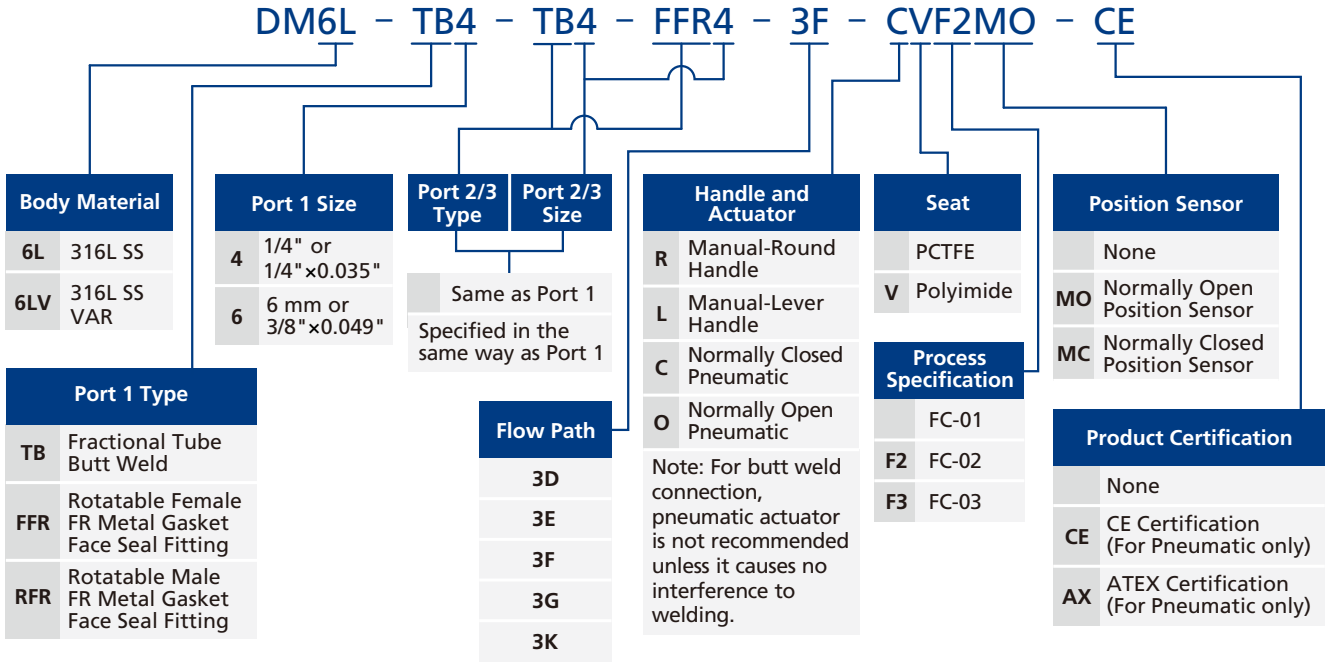 DM6L – TB4 – TB4 – FFR4 – 3F – CVF2MO – CE
Body Material
6L 316L SS
6LV 316L SS
VAR
Port 1 Type
TB Fractional Tube
Butt Weld
FFR Rotatable Female
FR Metal Gasket
Face Seal Fitting
RFR Rotatable Male
FR Metal Gasket
Face Seal Fitting
Port 1 Size
4 1/4" or
1/4"×0.035"
6 6 mm or
3/8"×0.049"
Port 2/3
Type
Port 2/3
Size
Same as Port 1
Specified in the
same way as Port 1
Flow Path
3D
3E
3F
3G
3K
Handle and
Actuator
R Manual-Round
Handle
L Manual-Lever
Handle
C Normally Closed
Pneumatic
O Normally Open
Pneumatic
Note: For butt weld
connection,
pneumatic actuator
is not recommended
unless it causes no
interference to
welding.
Seat
PCTFE
V Polyimide
Process
Specification
FC-01
F2 FC-02
F3 FC-03
Position Sensor
None
MO Normally Open
Position Sensor
MC Normally Closed
Position Sensor
Product Certification
None
CE CE Certification
(For Pneumatic only)
AX ATEX Certification
(For Pneumatic only)